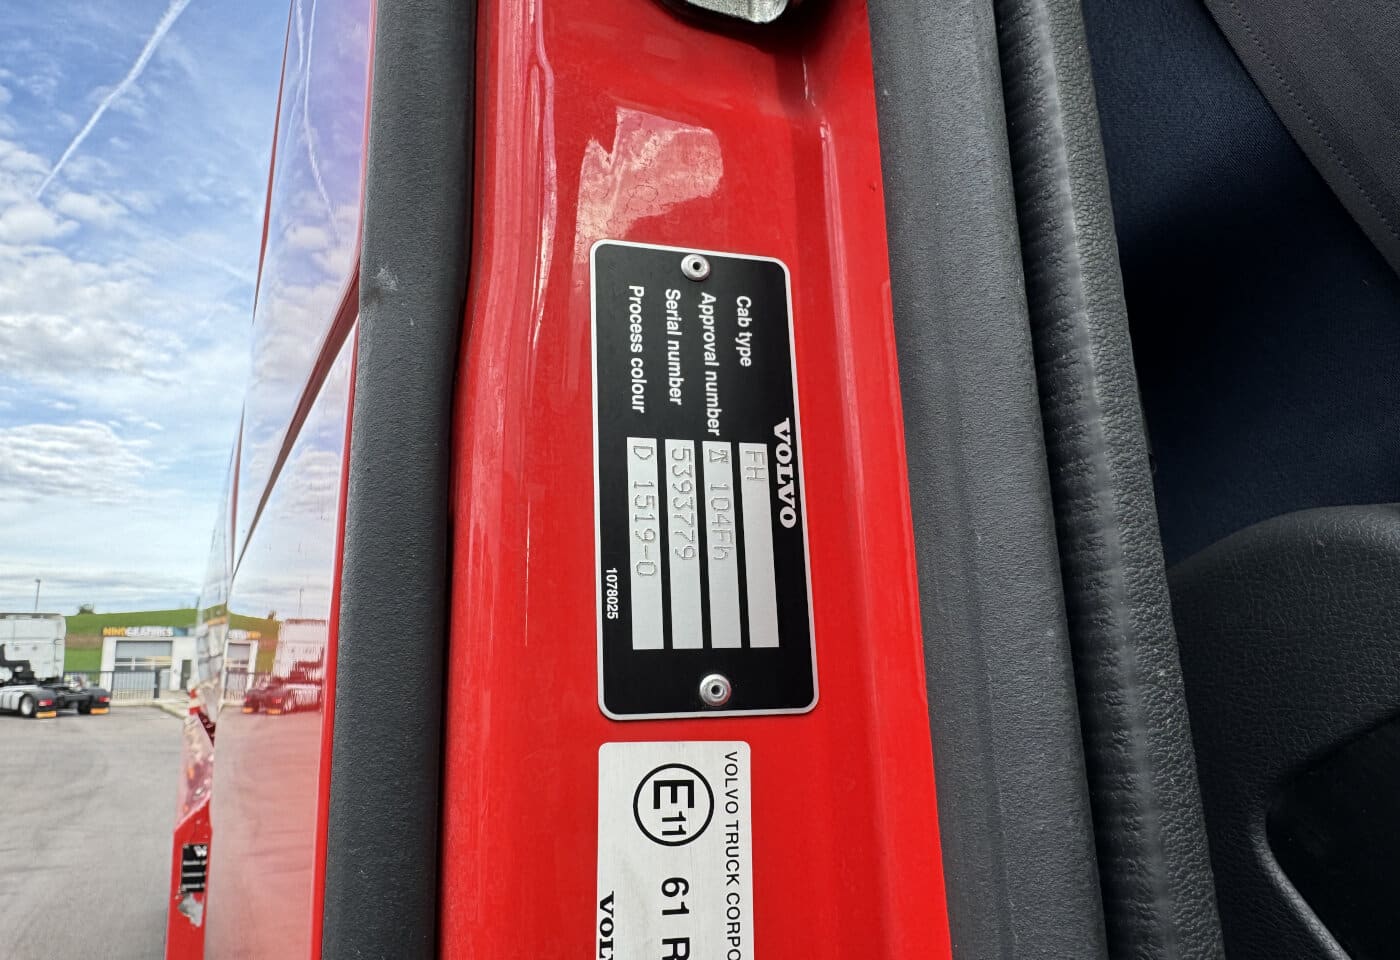 VOLVO
Cab type FH
Approval number 104Fh
Serial number 5393779
Process colour D 1519-0
1078025
VOLVO TRUCK CORPO
E11 61 R
VOL